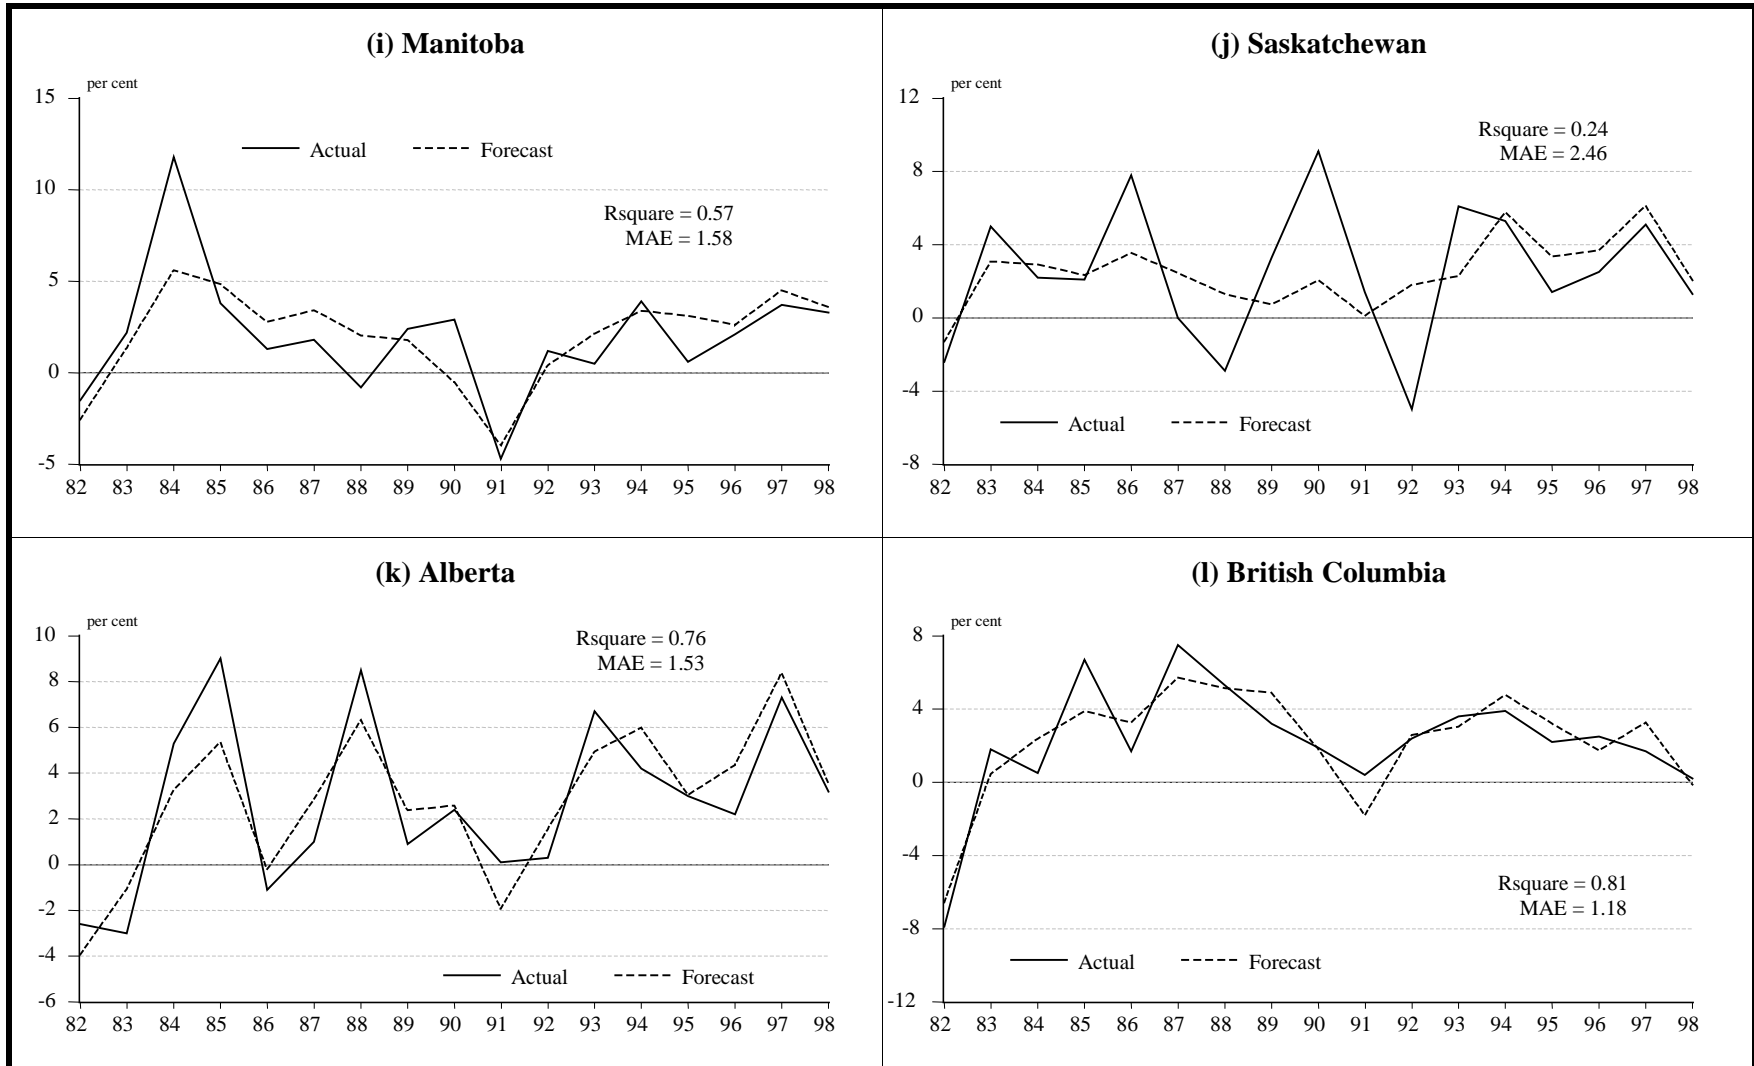 (i) Manitoba
per cent
15
10
5
0
-5
Actual Forecast
Rsquare = 0.57
MAE = 1.58
82 83 84 85 86 87 88 89 90 91 92 93 94 95 96 97 98
(j) Saskatchewan
per cent
12
8
4
0
-4
-8
Rsquare = 0.24
MAE = 2.46
Actual Forecast
82 83 84 85 86 87 88 89 90 91 92 93 94 95 96 97 98
(k) Alberta
per cent
10
8
6
4
2
0
-2
-4
-6
Rsquare = 0.76
MAE = 1.53
Actual Forecast
82 83 84 85 86 87 88 89 90 91 92 93 94 95 96 97 98
(l) British Columbia
per cent
8
4
0
-4
-8
-12
Rsquare = 0.81
MAE = 1.18
Actual Forecast
82 83 84 85 86 87 88 89 90 91 92 93 94 95 96 97 98